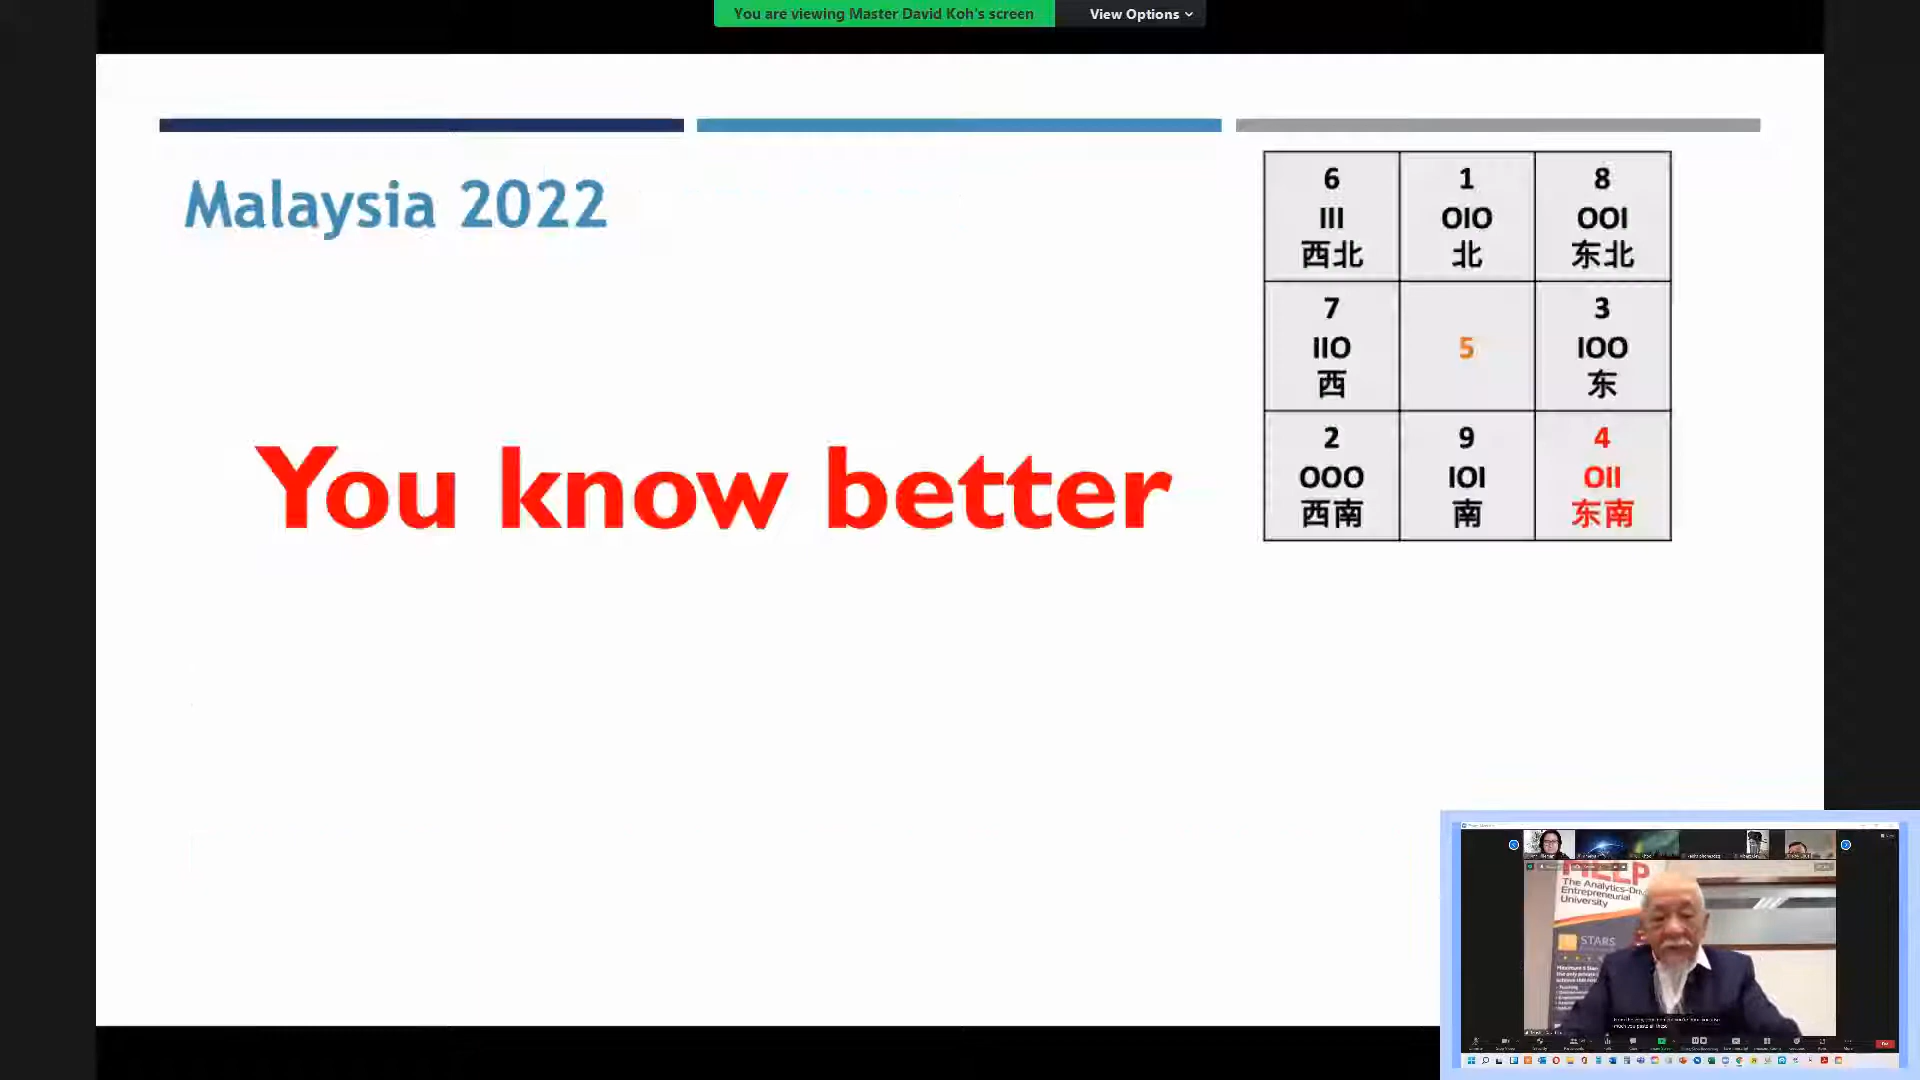 You are viewing Master David Koh's screen
View Options
Malaysia 2022
You know better
6
III
西北
1
OIO
北
8
OOI
东北
7
IIO
西
5
3
IOO
东
2
OOO
西南
9
IOI
南
4
OII
东南
HELP
The Analytics-Driv
Entrepreneurial
University
STARS